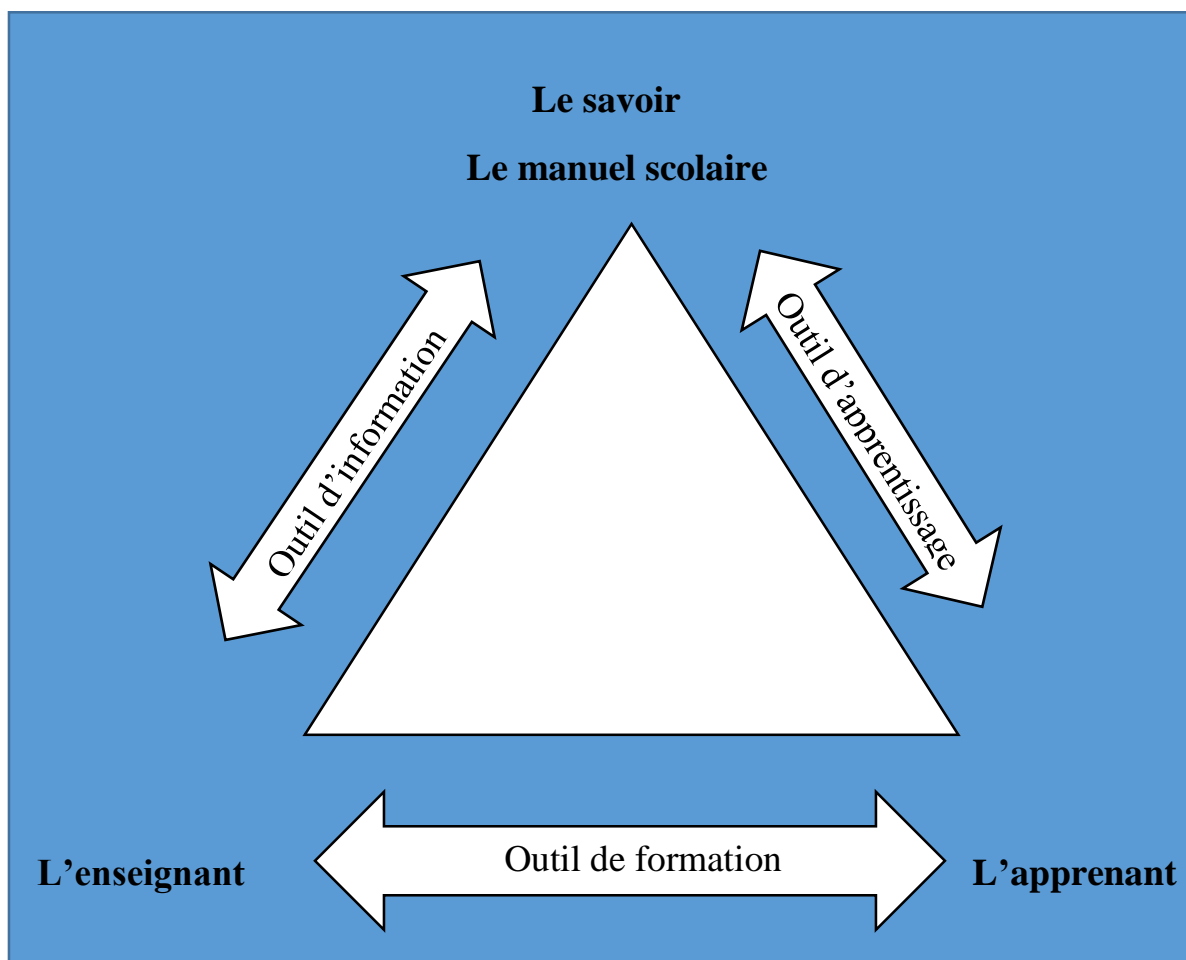 Le savoir
Le manuel scolaire
Outil d’information
Outil d’apprentissage
Outil de formation
L’enseignant
L’apprenant